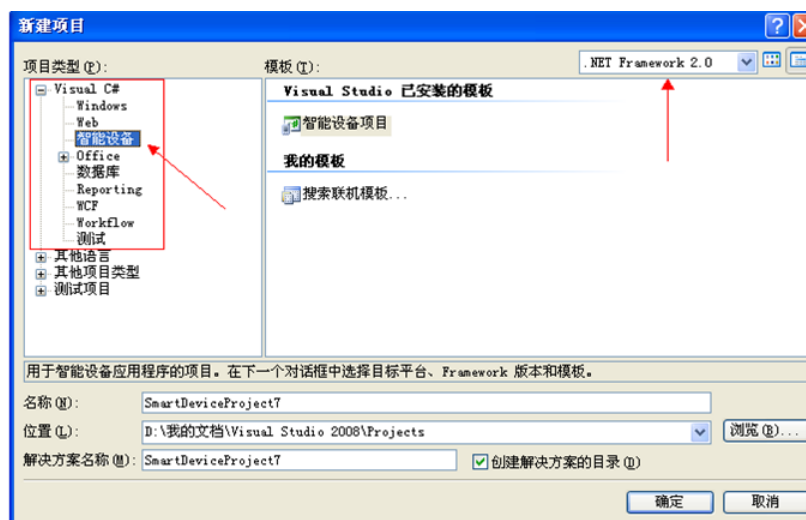 新建项目
项目类型(P):
模板(T):
.NET Framework 2.0
Visual C#
Windows
Web
智能设备
Office
数据库
Reporting
WCF
Workflow
测试
其他语言
其他项目类型
测试项目
Visual Studio 已安装的模板
智能设备项目
我的模板
搜索联机模板...
用于智能设备应用程序的项目。在下一个对话框中选择目标平台、Framework 版本和模板。
名称(N):
SmartDeviceProject7
位置(L):
D:\我的文档\Visual Studio 2008\Projects
浏览(B)...
解决方案名称(M):
SmartDeviceProject7
创建解决方案的目录(D)
确定
取消